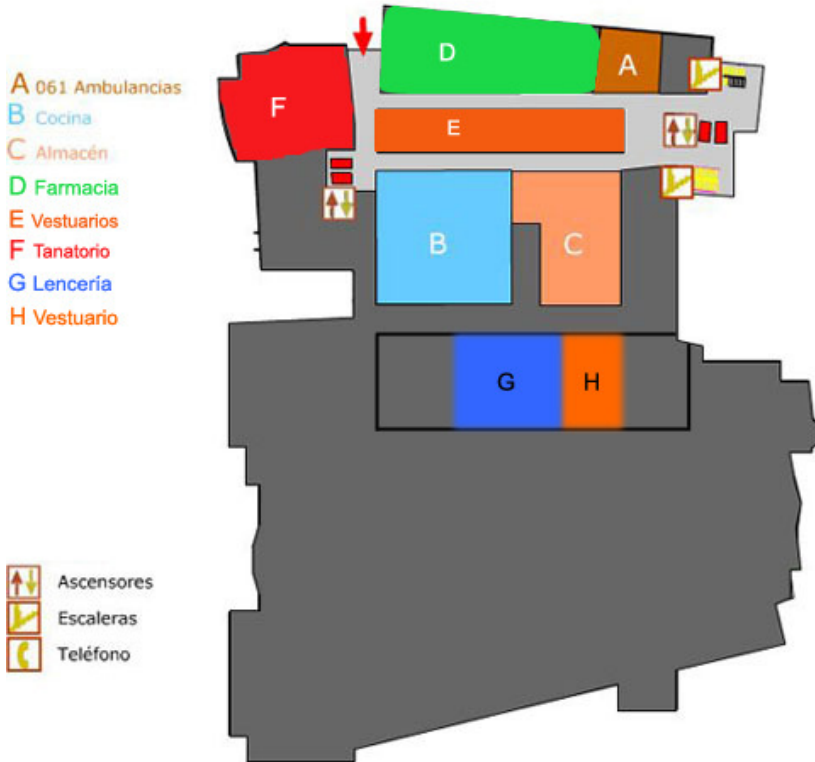 A 061 Ambulancias
B Cocina
C Almacén
D Farmacia
E Vestuarios
F Tanatorio
G Lencería
H Vestuario
D
A
F
E
B
C
G
H
Ascensores
Escaleras
Teléfono